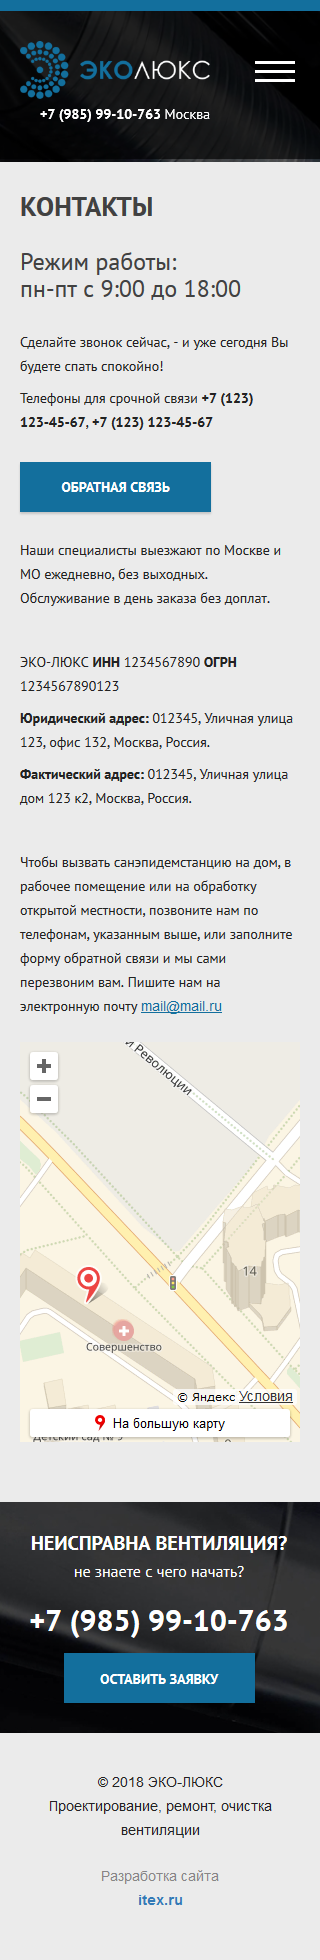 ЭКОЛЮКС
+7 (985) 99-10-763 Москва
КОНТАКТЫ
Режим работы:
пн-пт с 9:00 до 18:00
Сделайте звонок сейчас, - и уже сегодня Вы
будете спать спокойно!
Телефоны для срочной связи +7 (123)
123-45-67, +7 (123) 123-45-67
ОБРАТНАЯ СВЯЗЬ
Наши специалисты выезжают по Москве и
МО ежедневно, без выходных.
Обслуживание в день заказа без доплат.
ЭКО-ЛЮКС ИНН 1234567890 ОГРН
1234567890123
Юридический адрес: 012345, Уличная улица
123, офис 132, Москва, Россия.
Фактический адрес: 012345, Уличная улица
дом 123 к2, Москва, Россия.
Чтобы вызвать санэпидемстанцию на дом, в
рабочее помещение или на обработку
открытой местности, позвоните нам по
телефонам, указанным выше, или заполните
форму обратной связи и мы сами
перезвоним вам. Пишите нам на
электронную почту mail@mail.ru
и Революции
14
Совершенство
© Яндекс Условия
На большую карту
Детский сад №
НЕИСПРАВНА ВЕНТИЛЯЦИЯ?
не знаете с чего начать?
+7 (985) 99-10-763
ОСТАВИТЬ ЗАЯВКУ
© 2018 ЭКО-ЛЮКС
Проектирование, ремонт, очистка
вентиляции
Разработка сайта
itex.ru